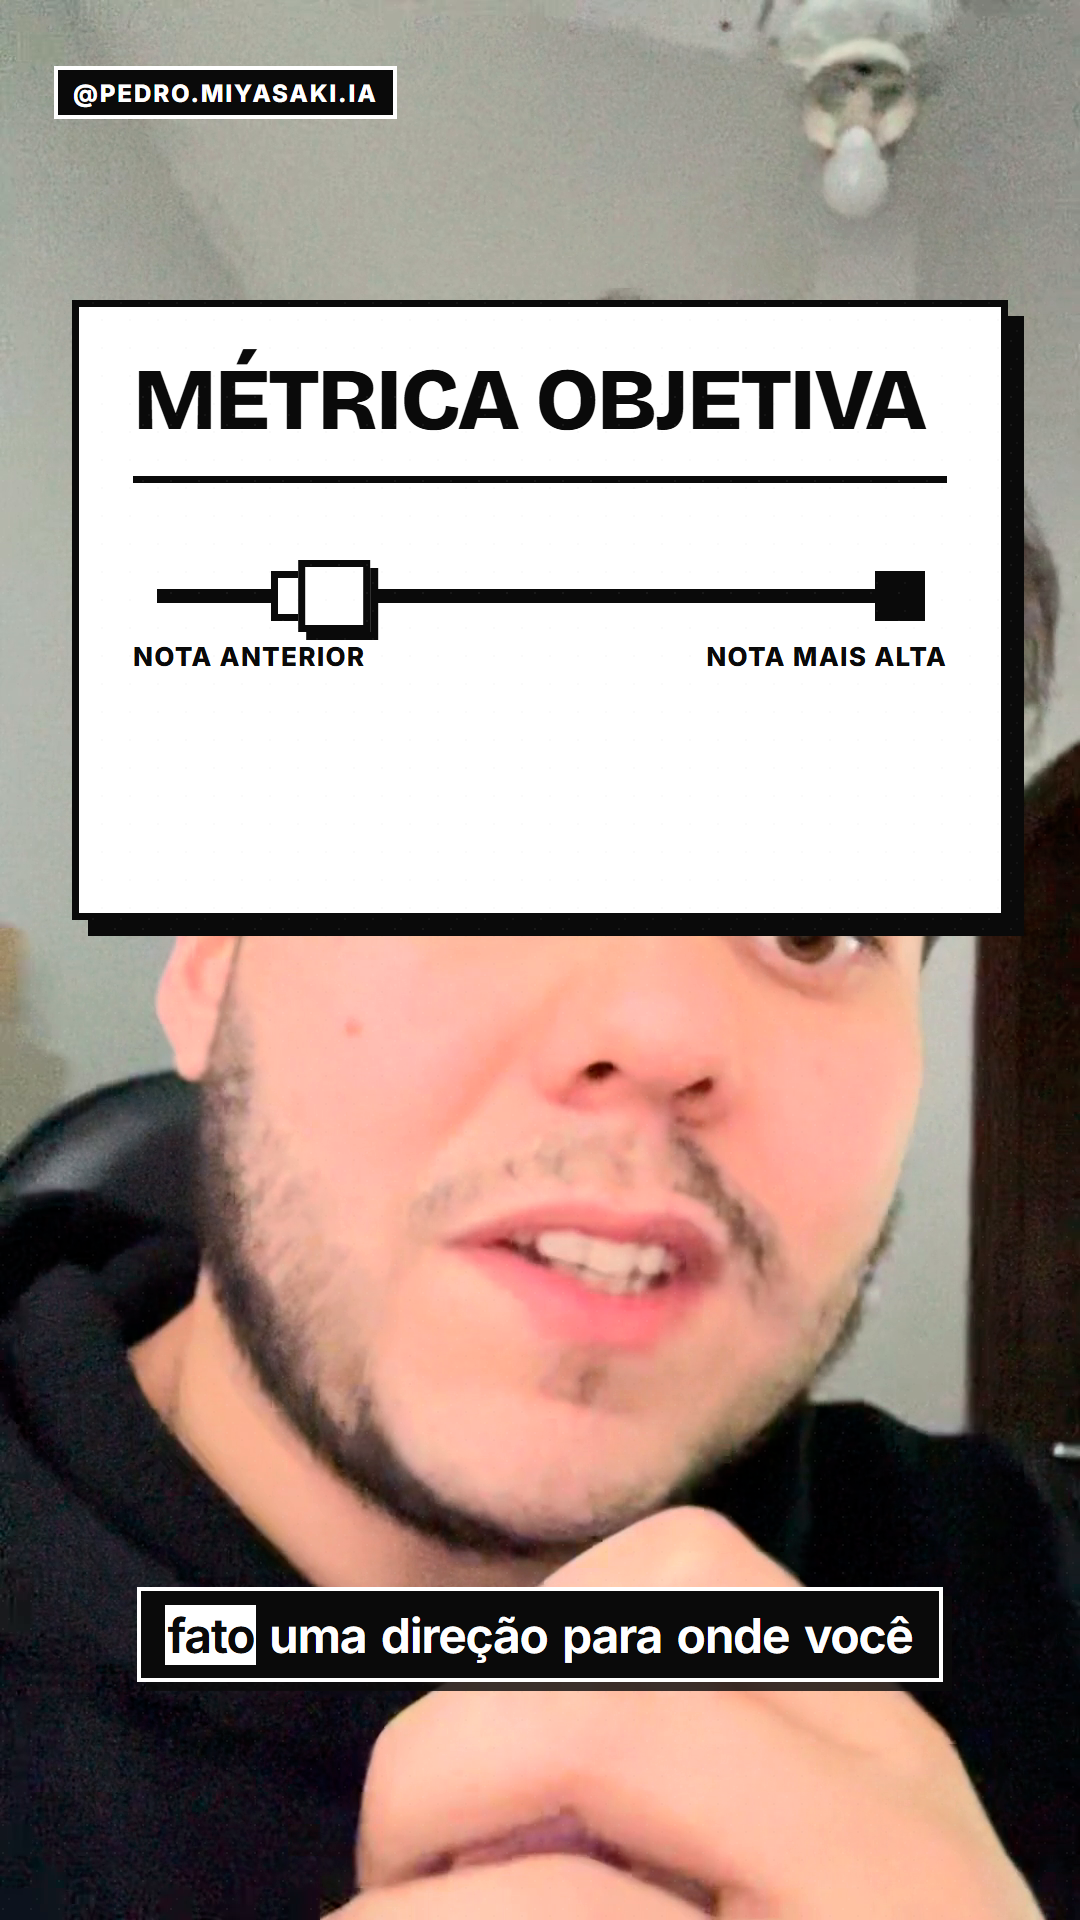 @PEDRO.MIYASAKI.IA
MÉTRICA OBJETIVA
NOTA ANTERIOR
NOTA MAIS ALTA
fato uma direção para onde você